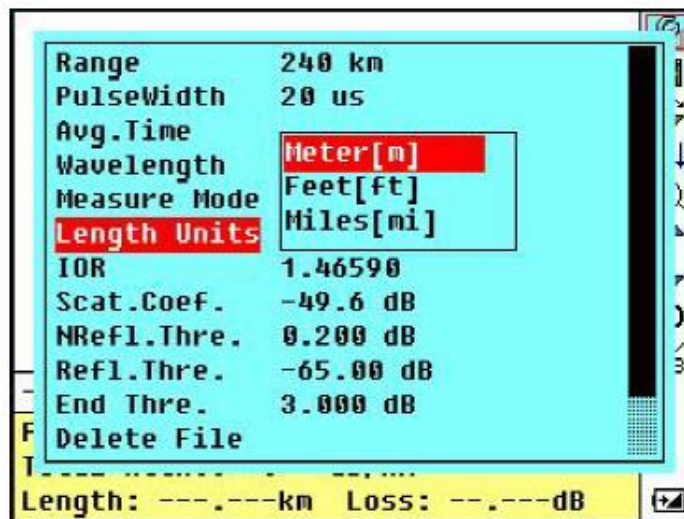 Range 240 km
PulseWidth 20 us
Avg.Time
Wavelength
Measure Mode
Length Units
Meter[m]
Feet[ft]
Miles[mi]
IOR 1.46590
Scat.Coef. -49.6 dB
NRefl.Thre. 0.200 dB
Refl.Thre. -65.00 dB
End Thre. 3.000 dB
Delete File
Length: ---.---km Loss: --.---dB